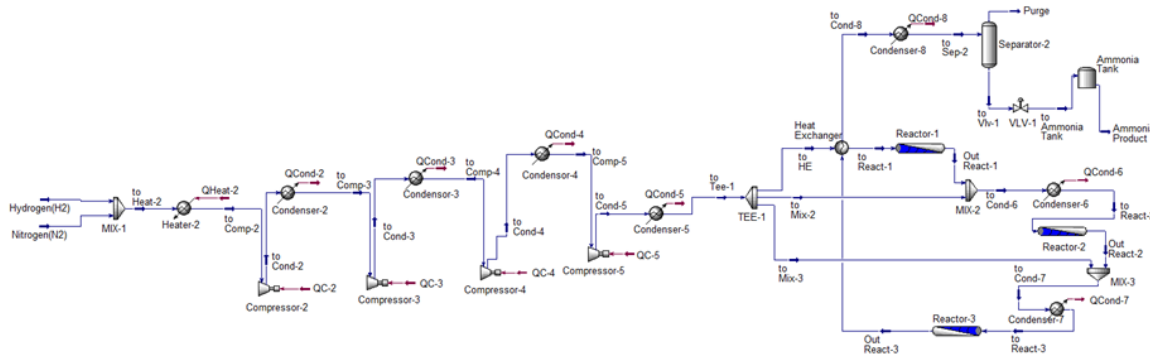 to
Cond-8
QCond-8
Condenser-8
to
Sep-2
Purge
Separator-2
Ammonia
Tank
to
Vlv-1
VLV-1
to
Ammonia
Tank
Ammoni
Product
Hydrogen(H2)
Nitrogen(N2)
MIX-1
to
Heat-2
QHeat-2
Heater-2
to
Comp-2
QCond-2
Condenser-2
to
Cond-2
QC-2
Compressor-2
to
Comp-3
QCond-3
Condensor-3
to
Cond-3
QC-3
Compressor-3
to
Comp-4
QCond-4
Condensor-4
to
Cond-4
QC-4
Compressor-4
to
Comp-5
to
Cond-5
QC-5
Compressor-5
QCond-5
Condenser-5
to
Tee-1
TEE-1
to
HE
Heat
Exchanger
to
React-1
Reactor-1
Out
React-1
to
Mix-2
MIX-2
to
Cond-6
QCond-6
Condenser-6
to
React-2
Reactor-2
Out
React-2
to
Mix-3
MIX-3
to
Cond-7
QCond-7
Condenser-7
to
React-3
Reactor-3
Out
React-3